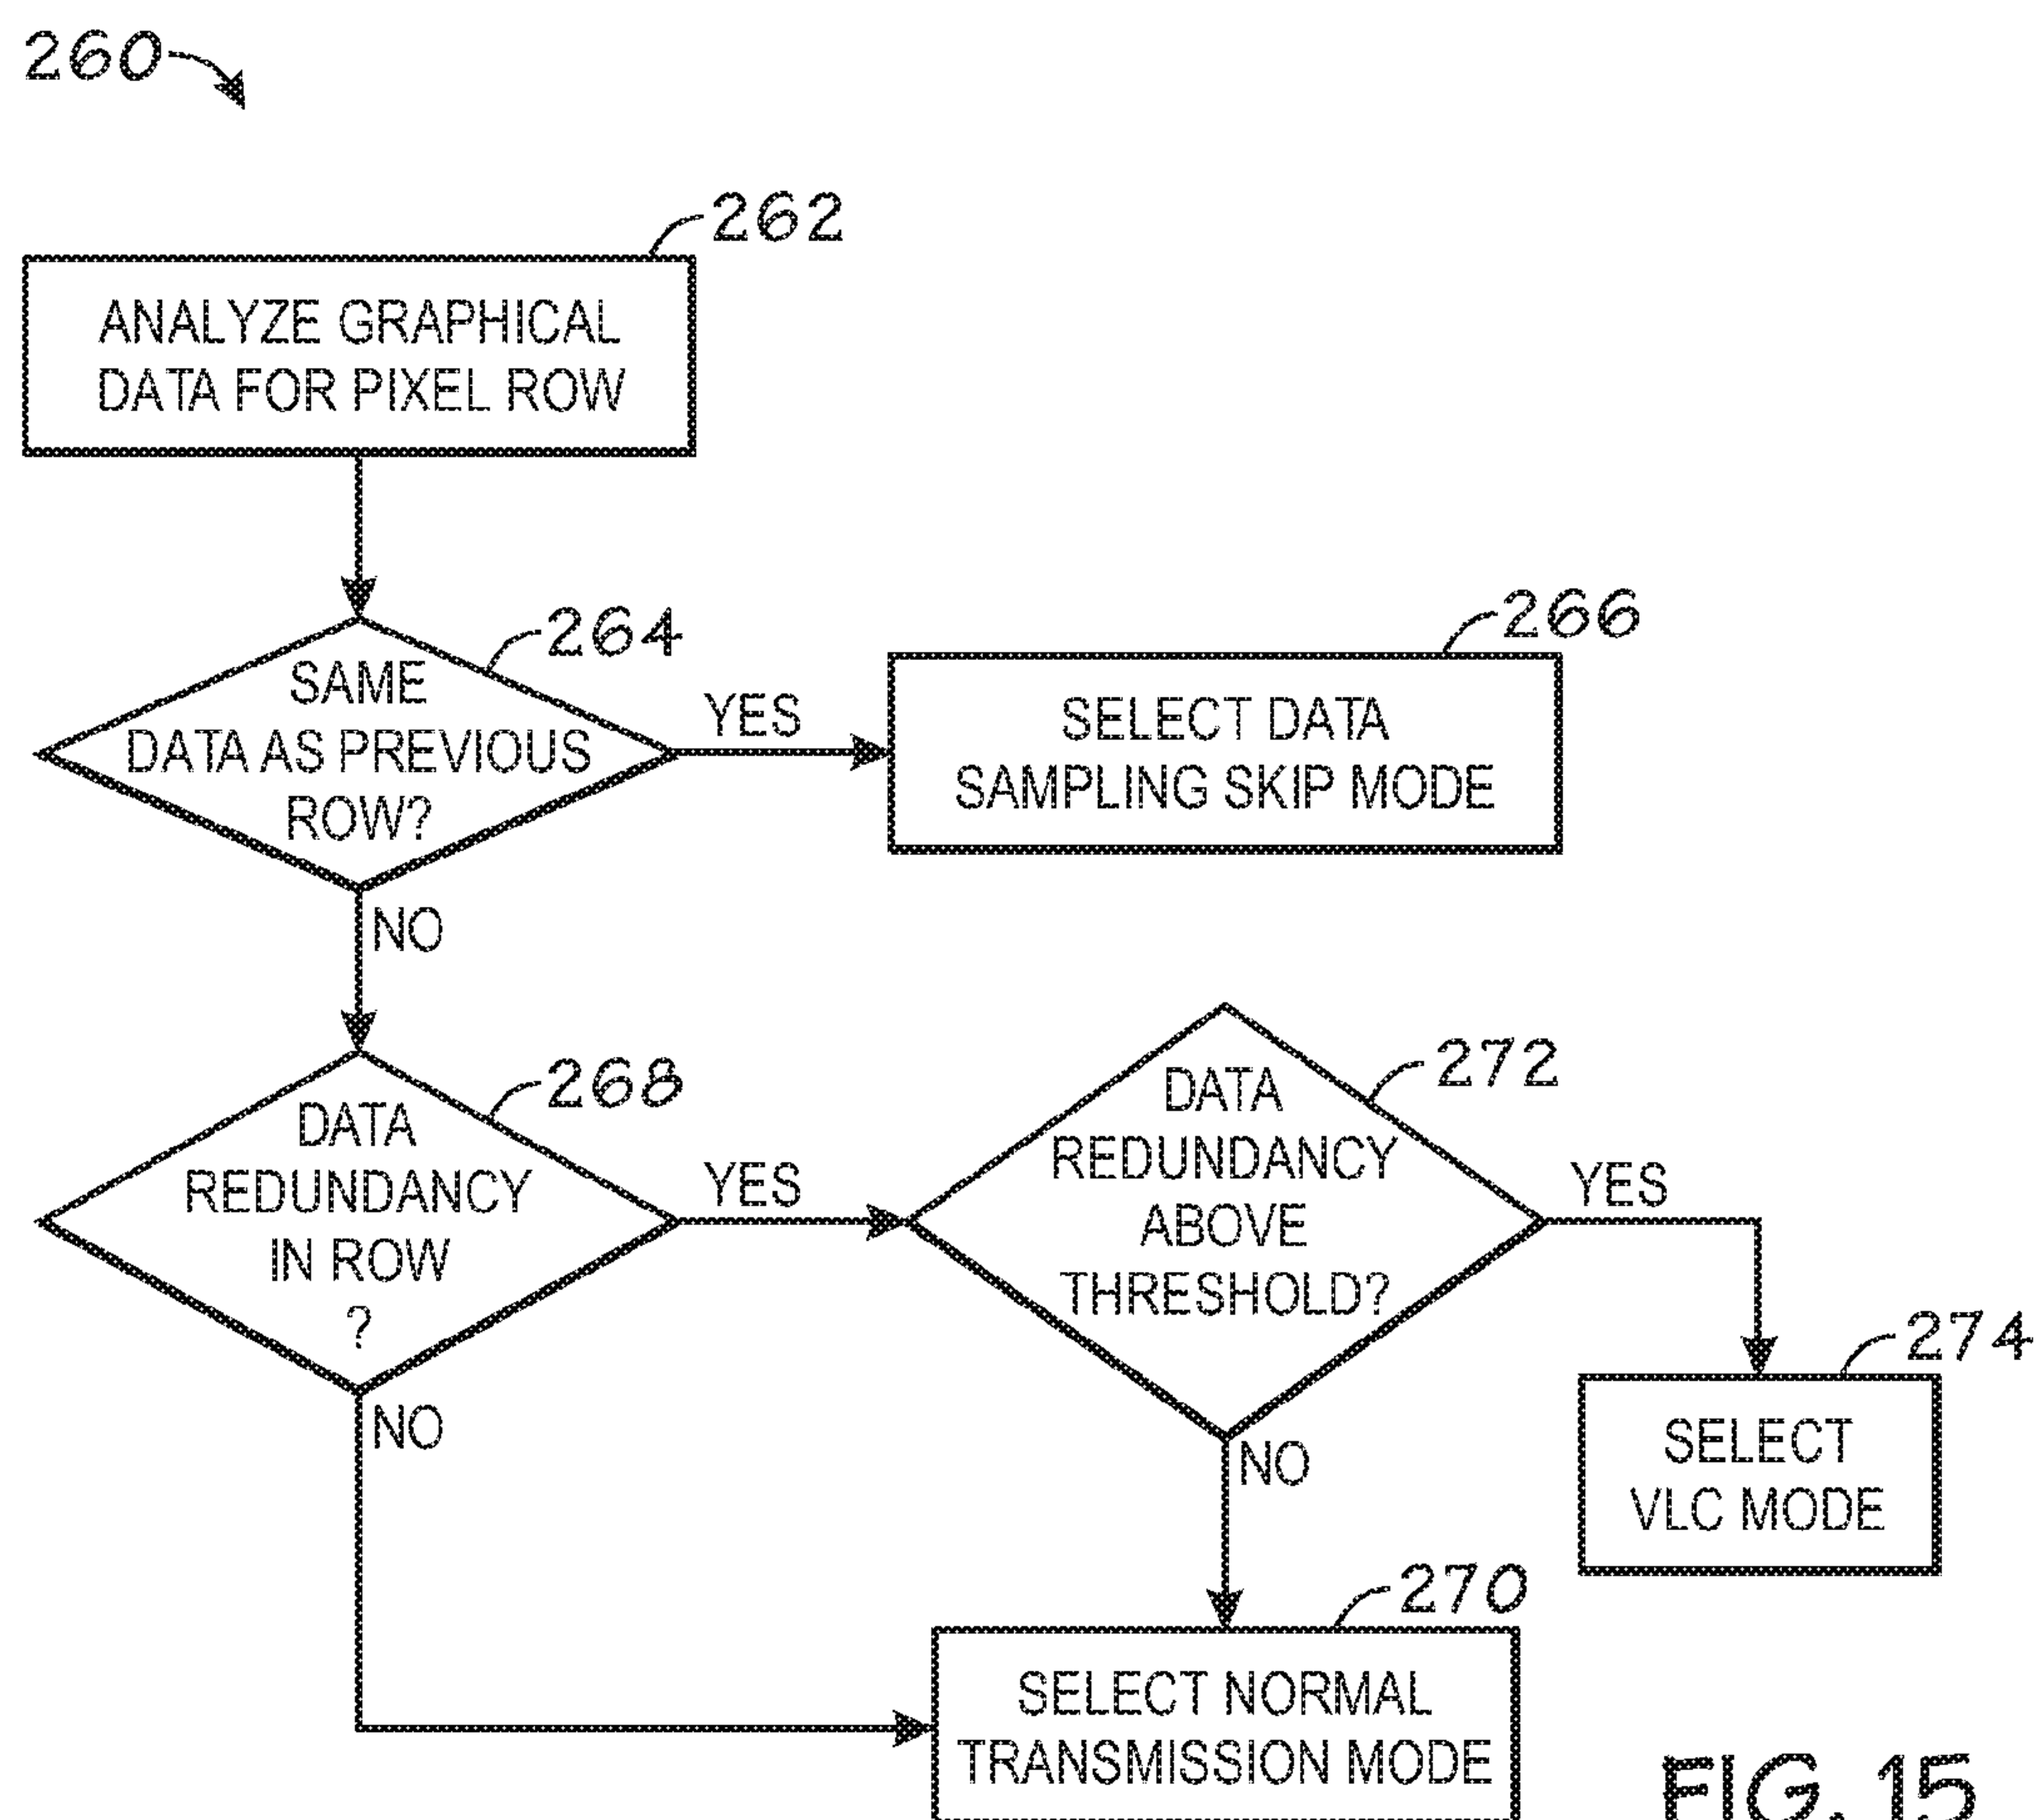 260
262
ANALYZE GRAPHICAL
DATA FOR PIXEL ROW
264
SAME
DATA AS PREVIOUS
ROW?
YES
266
SELECT DATA
SAMPLING SKIP MODE
NO
268
DATA
REDUNDANCY
IN ROW
?
YES
272
DATA
REDUNDANCY
ABOVE
THRESHOLD?
YES
274
SELECT
VLC MODE
NO
NO
270
SELECT NORMAL
TRANSMISSION MODE
FIG. 15